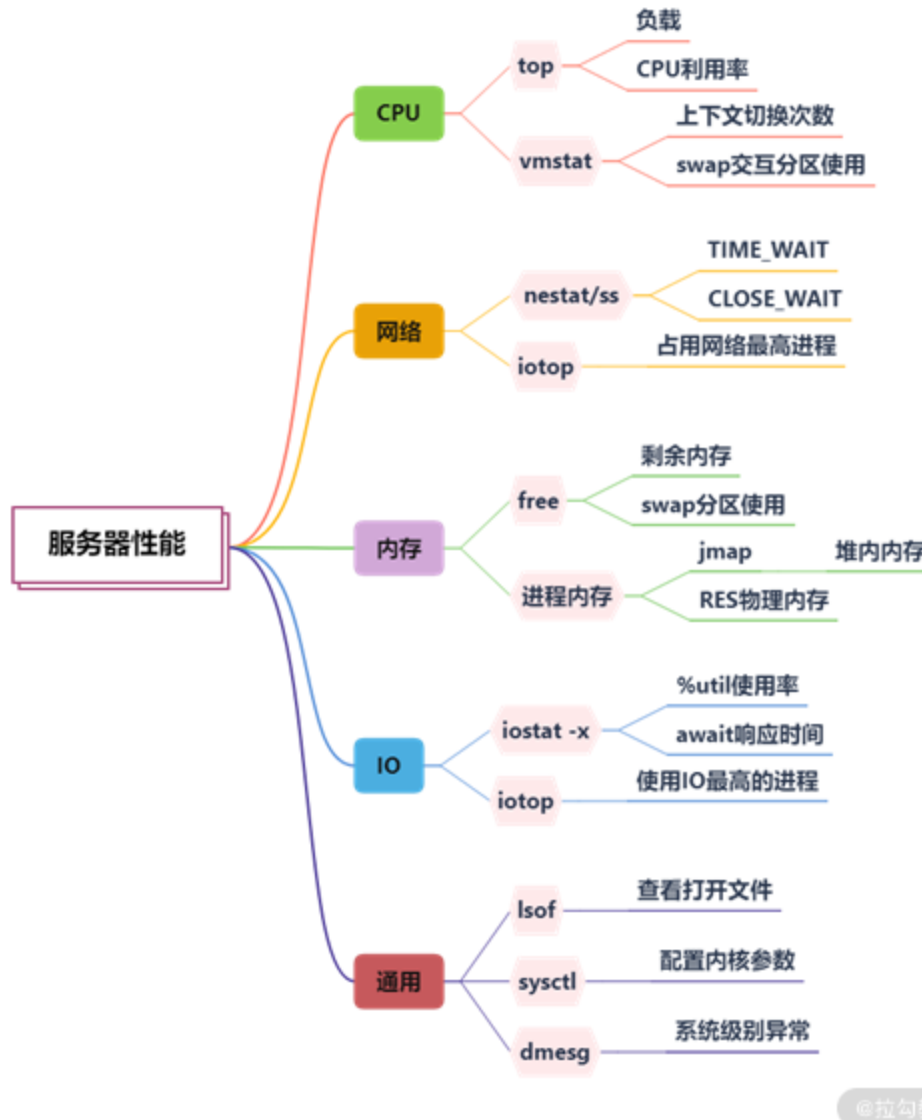 服务器性能
CPU
top
负载
CPU利用率
vmstat
上下文切换次数
swap交互分区使用
网络
nestat/ss
TIME_WAIT
CLOSE_WAIT
iotop
占用网络最高进程
内存
free
剩余内存
swap分区使用
进程内存
jmap
堆内内存
RES物理内存
IO
iostat -x
%util使用率
await响应时间
iotop
使用IO最高的进程
通用
lsof
查看打开文件
sysctl
配置内核参数
dmesg
系统级别异常
@拉勾